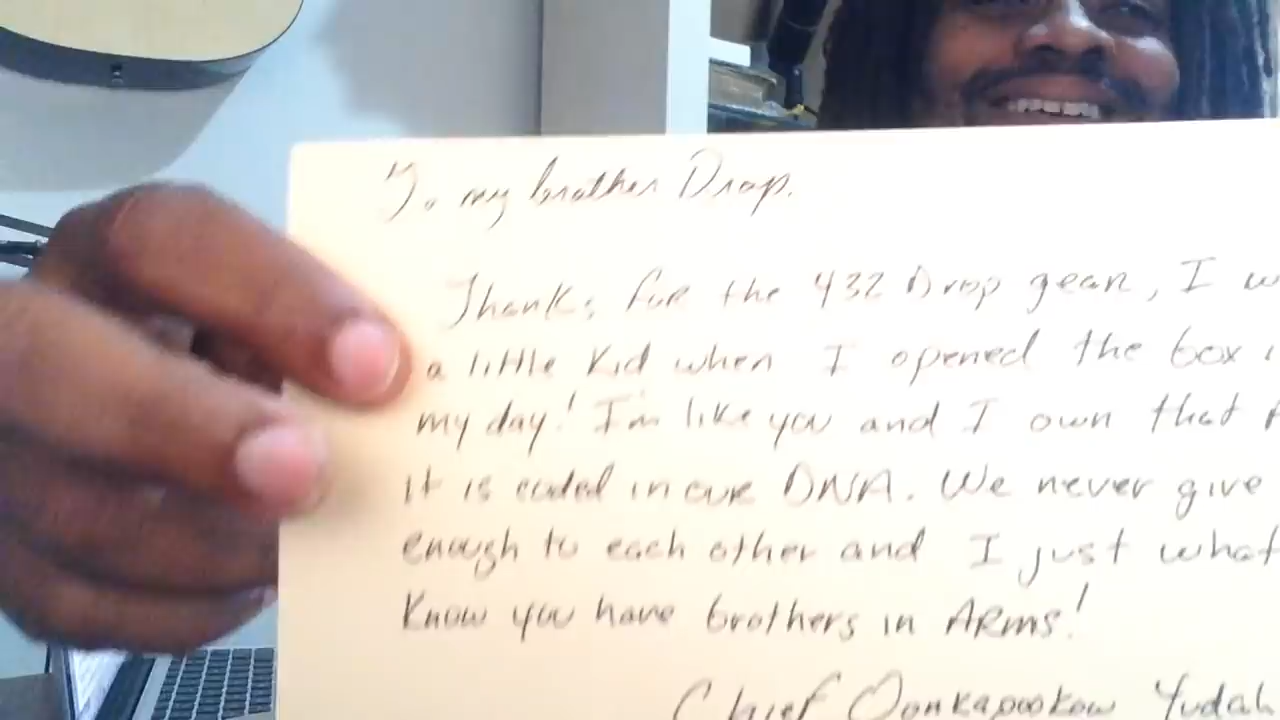 To my brother Drop.
Thanks for the 432 Drop gear, I w
a little kid when I opened the box i
my day! I'm like you and I own that
it is coded in our DNA. We never give
enough to each other and I just what
Know you have brothers in ARMS!
Chief Oonkapookow Yudah